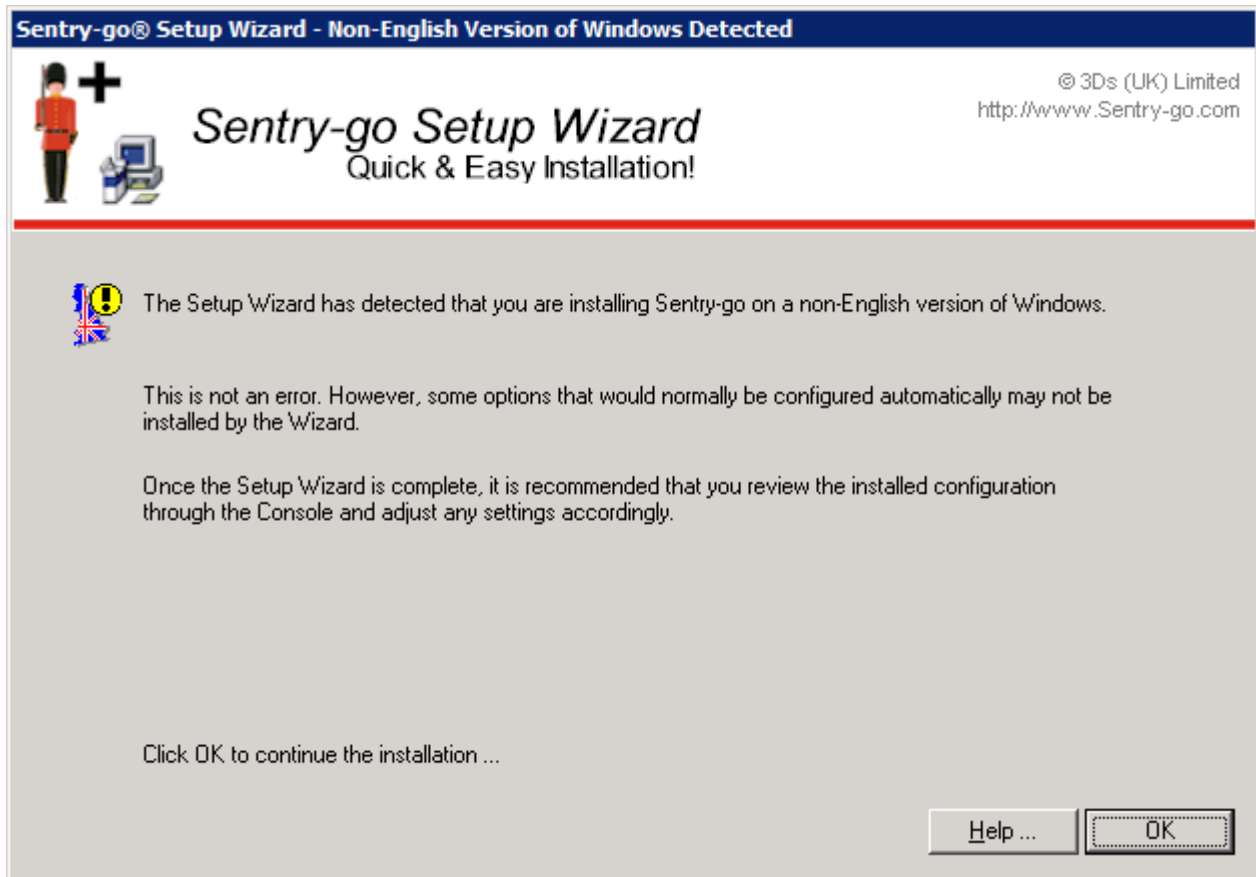 Sentry-go® Setup Wizard - Non-English Version of Windows Detected
© 3Ds (UK) Limited
http://www.Sentry-go.com
Sentry-go Setup Wizard
Quick & Easy Installation!
The Setup Wizard has detected that you are installing Sentry-go on a non-English version of Windows.
This is not an error. However, some options that would normally be configured automatically may not be
installed by the Wizard.
Once the Setup Wizard is complete, it is recommended that you review the installed configuration
through the Console and adjust any settings accordingly.
Click OK to continue the installation ...
Help ...
OK